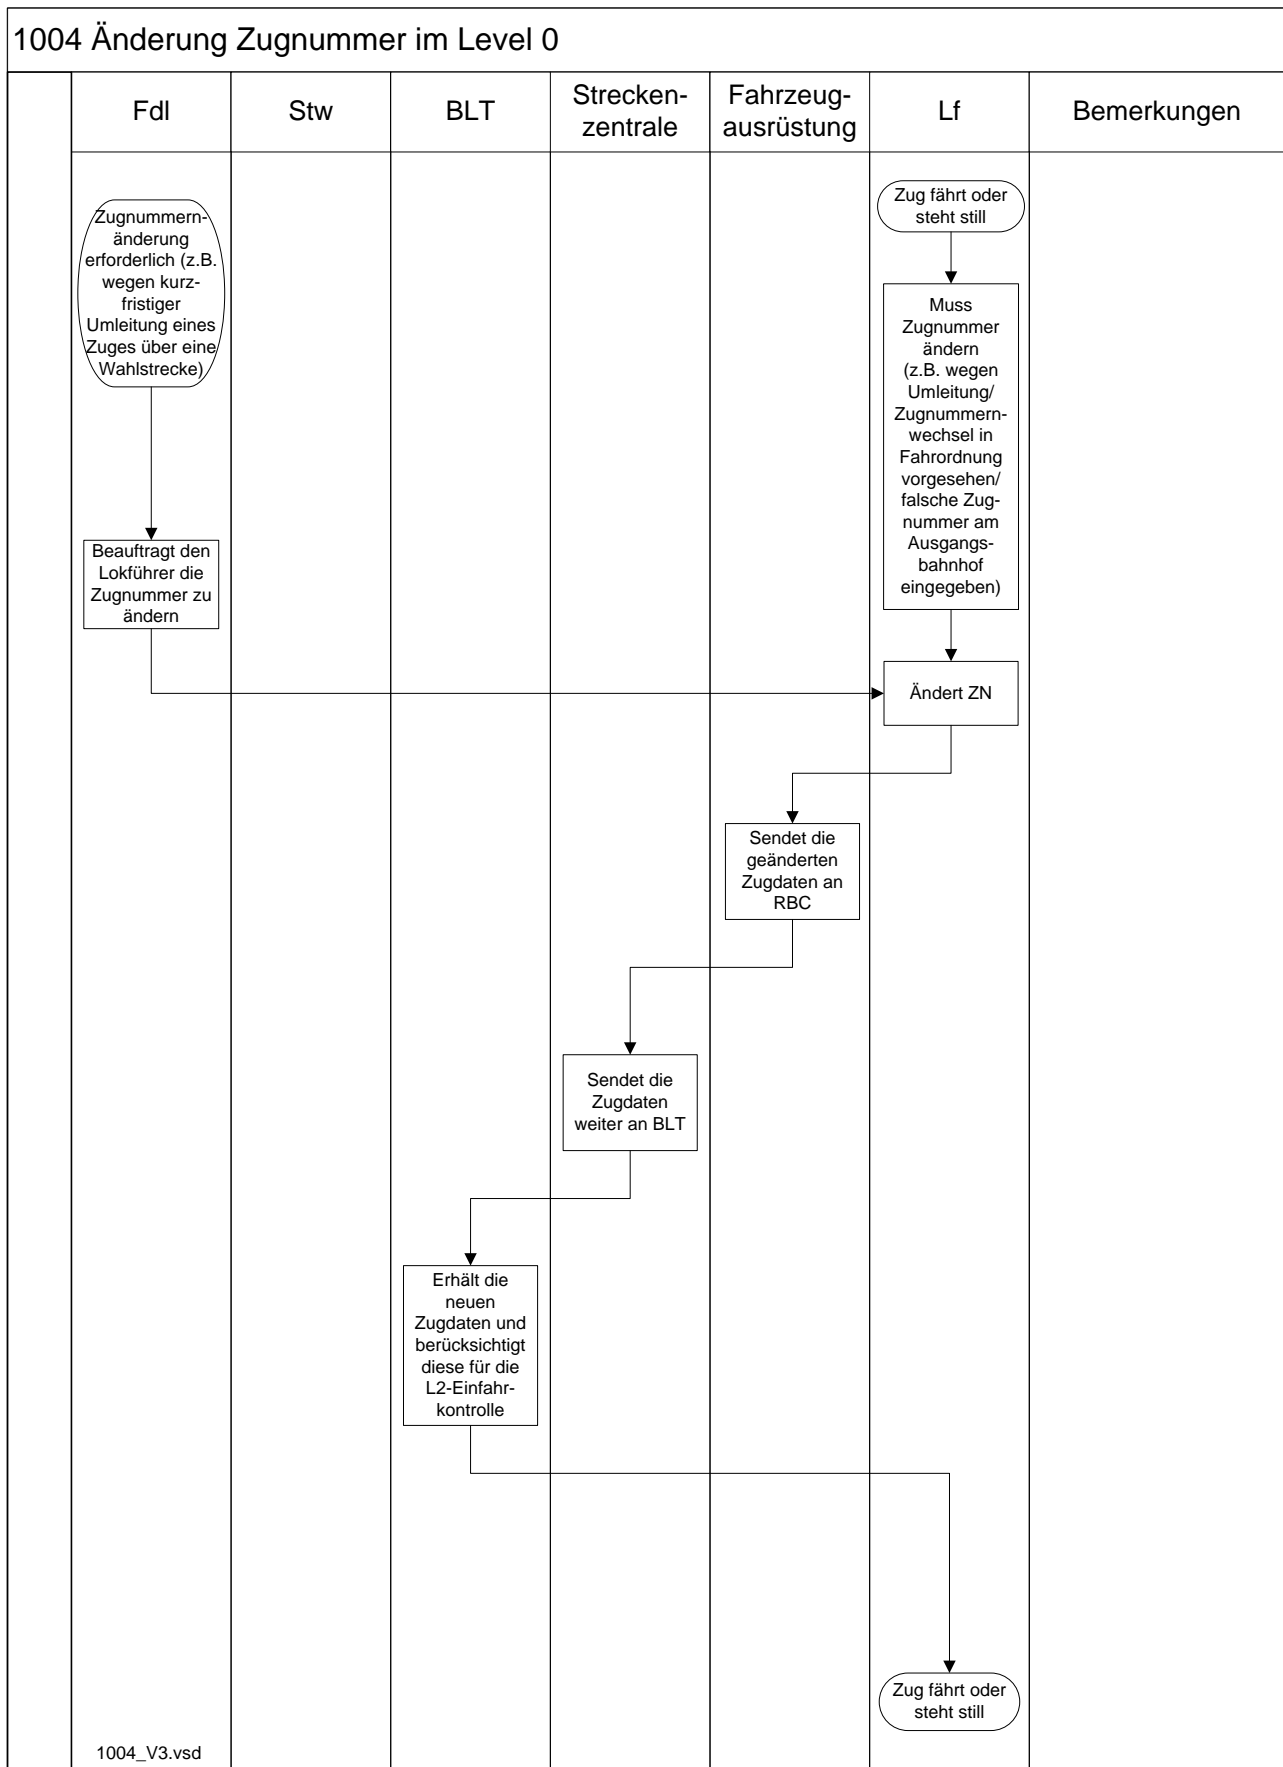 1004 Änderung Zugnummer im Level 0
Fdl
Stw
BLT
Strecken-
zentrale
Fahrzeug-
ausrüstung
Lf
Bemerkungen
Zugnummern-
änderung
erforderlich (z.B.
wegen kurz-
fristiger
Umleitung eines
Zuges über eine
Wahlstrecke)
Zug fährt oder
steht still
Muss
Zugnummer
ändern
(z.B. wegen
Umleitung/
Zugnummern-
wechsel in
Fahrordnung
vorgesehen/
falsche Zug-
nummer am
Ausgangs-
bahnhof
eingegeben)
Beauftragt den
Lokführer die
Zugnummer zu
ändern
Ändert ZN
Sendet die
geänderten
Zugdaten an
RBC
Sendet die
Zugdaten
weiter an BLT
Erhält die
neuen
Zugdaten und
berücksichtigt
diese für die
L2-Einfahr-
kontrolle
Zug fährt oder
steht still
1004_V3.vsd